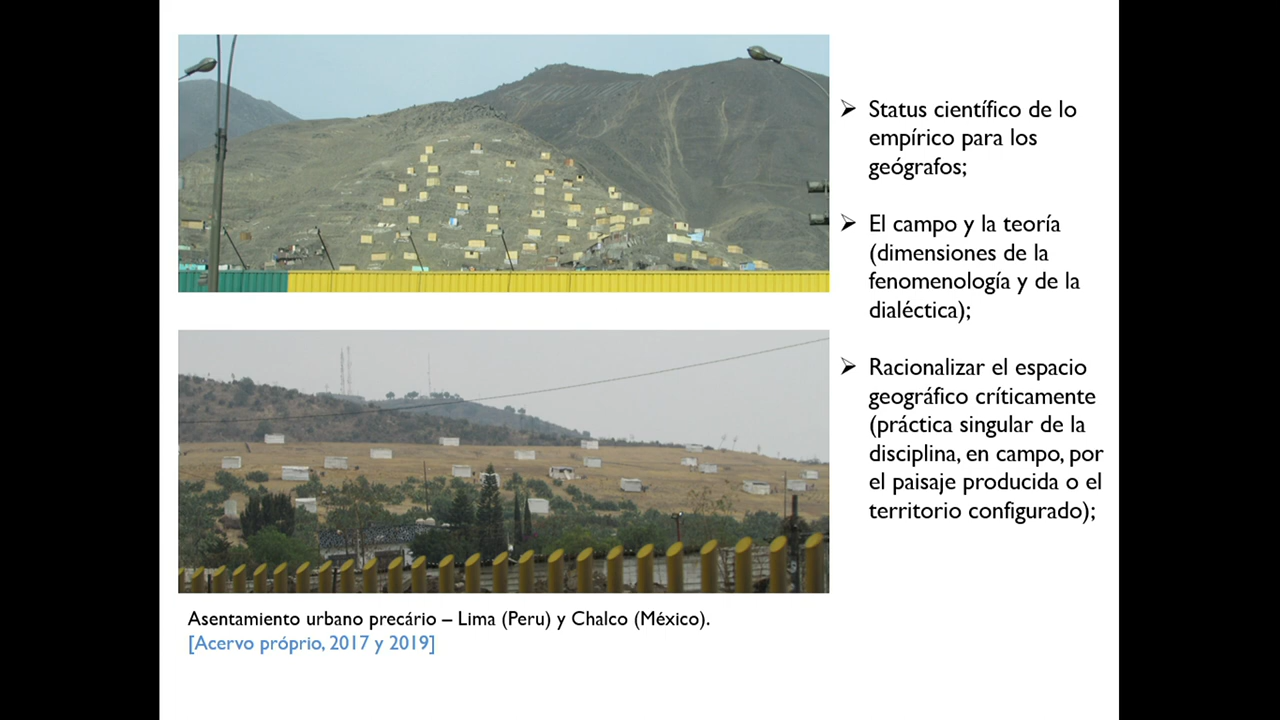 Status científico de lo
empírico para los
geógrafos;
El campo y la teoría
(dimensiones de la
fenomenología y de la
dialéctica);
Racionalizar el espacio
geográfico críticamente
(práctica singular de la
disciplina, en campo, por
el paisaje producida o el
territorio configurado);
Asentamiento urbano precário – Lima (Peru) y Chalco (México).
[Acervo próprio, 2017 y 2019]